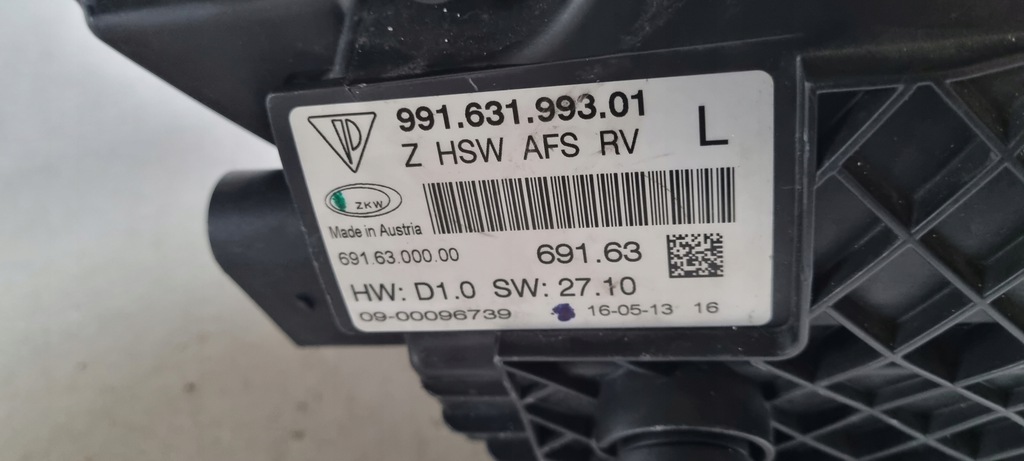 991.631.993.01
Z HSW AFS RV L
ZKW
Made in Austria
691.63.000.00 691.63
HW: D1.0 SW: 27.10
09-00096739 16-05-13 16